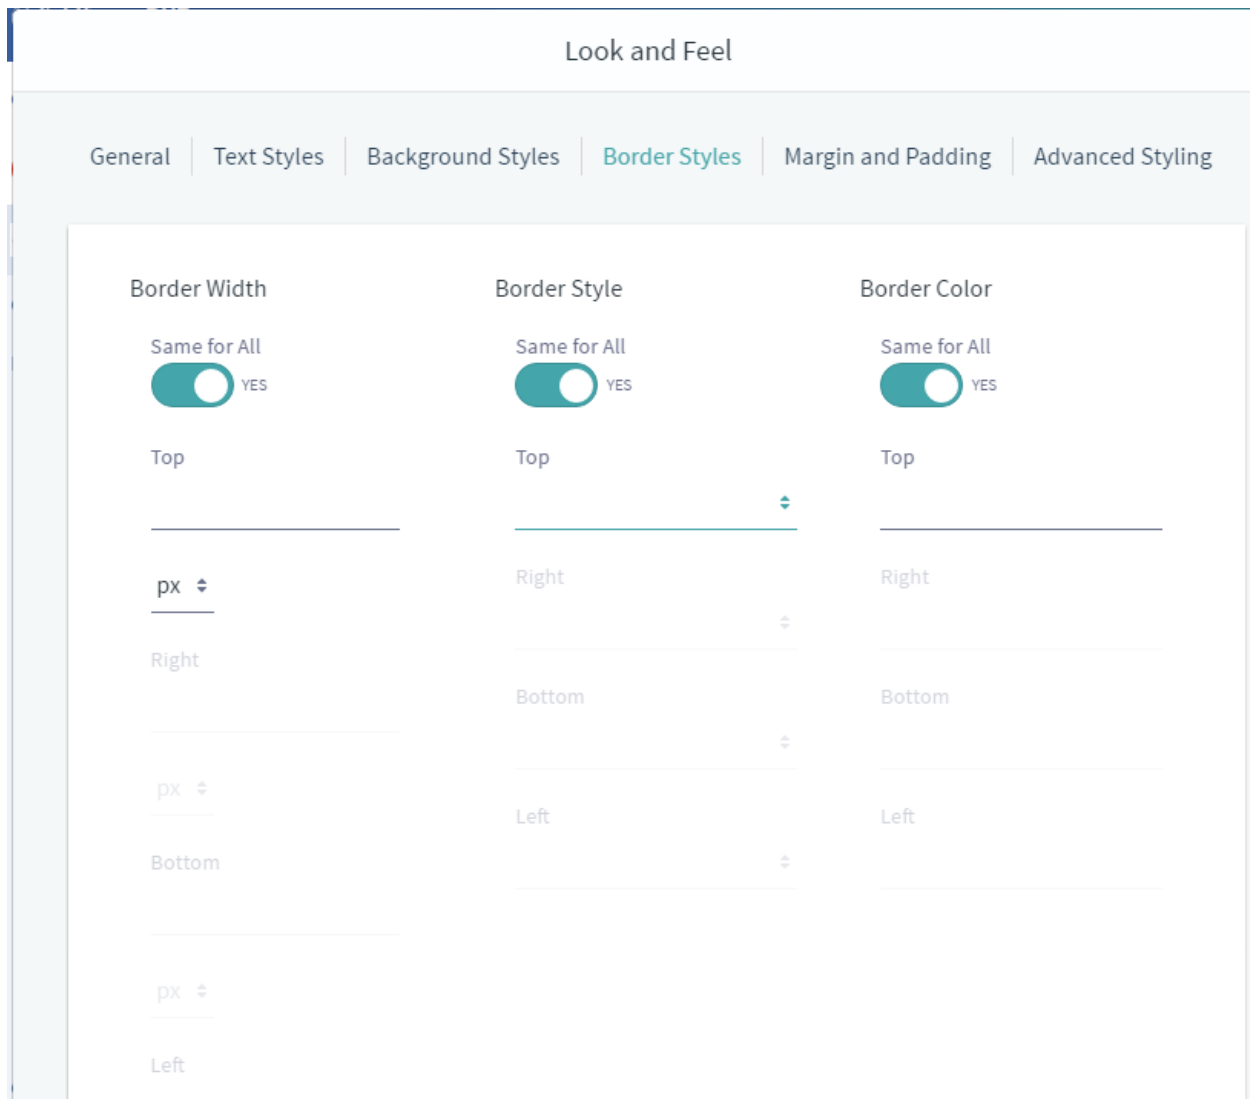 Look and Feel
General Text Styles Background Styles Border Styles Margin and Padding Advanced Styling
Border Width
Same for All
YES
Top
px
Right
px
Bottom
px
Left
Border Style
Same for All
YES
Top
Right
Bottom
Left
Border Color
Same for All
YES
Top
Right
Bottom
Left